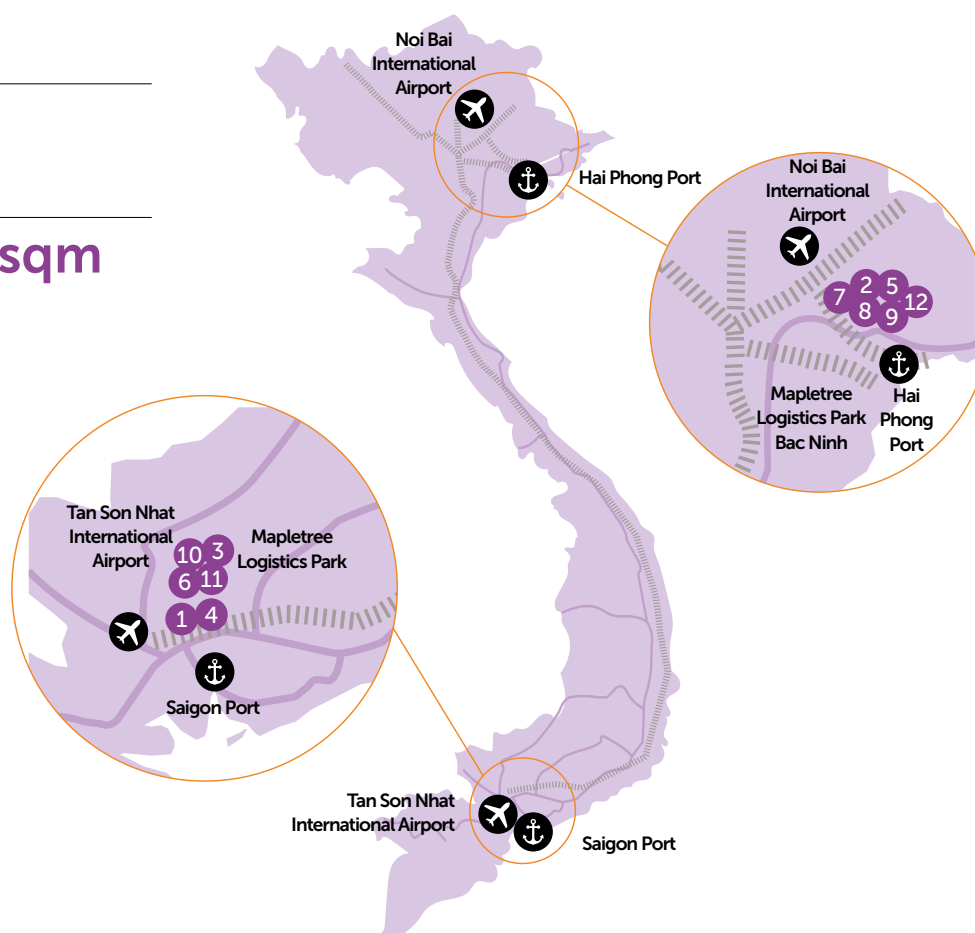 sqm
Noi Bai
International
Airport
Hai Phong Port
Noi Bai
International
Airport
2 5
7 12
8 9
Mapletree
Logistics Park
Bac Ninh
Hai
Phong
Port
Tan Son Nhat
International
Airport
Mapletree
Logistics Park
10 3
6 11
1 4
Saigon Port
Tan Son Nhat
International Airport
Saigon Port